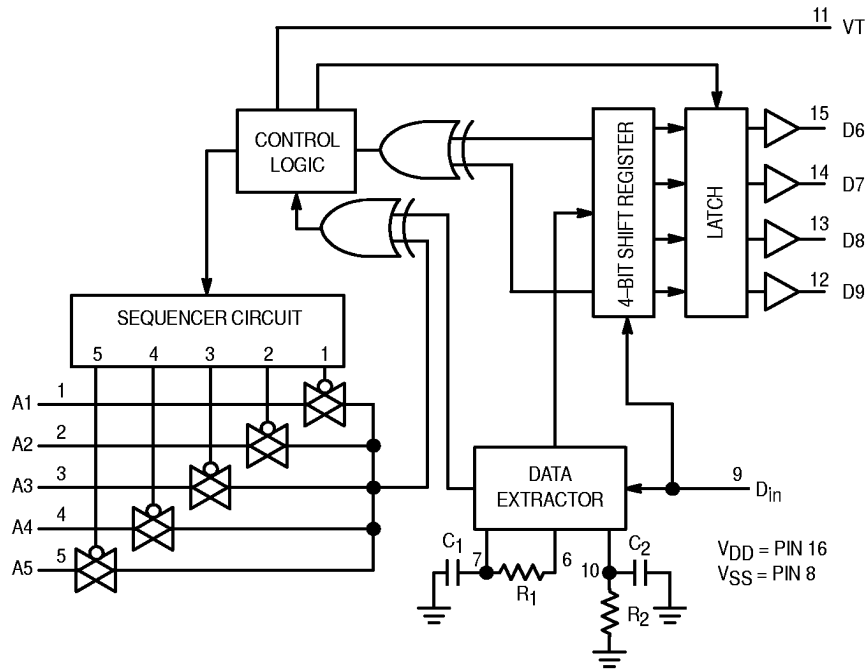 11
VT
CONTROL
LOGIC
4–BIT SHIFT REGISTER
LATCH
15
D6
14
D7
13
D8
12
D9
SEQUENCER CIRCUIT
5
4
3
2
1
A1
1
A2
2
A3
3
A4
4
A5
5
DATA
EXTRACTOR
9
Din
C1
7
6
R1
10
C2
R2
VDD = PIN 16
VSS = PIN 8